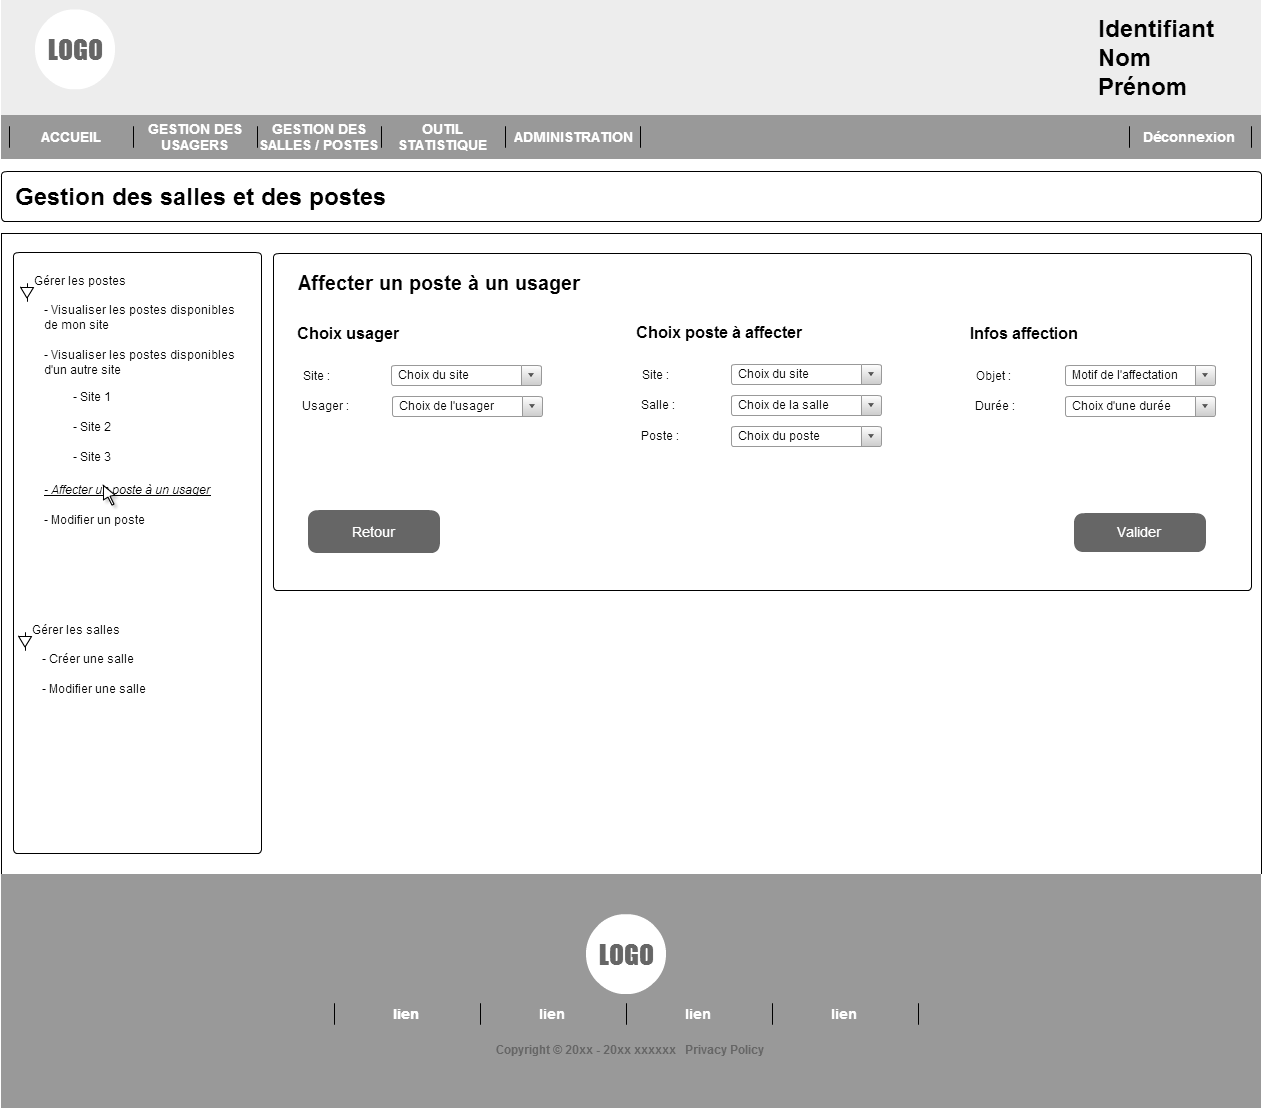 LOGO
Identifiant
Nom
Prénom
ACCUEIL
GESTION DES
USAGERS
GESTION DES
SALLES / POSTES
OUTIL
STATISTIQUE
ADMINISTRATION
Déconnexion
Gestion des salles et des postes
Gérer les postes
- Visualiser les postes disponibles
de mon site
- Visualiser les postes disponibles
d'un autre site
- Site 1
- Site 2
- Site 3
- Affecter un poste à un usager
- Modifier un poste
Gérer les salles
- Créer une salle
- Modifier une salle
Affecter un poste à un usager
Choix usager
Site : Choix du site
Usager : Choix de l'usager
Choix poste à affecter
Site : Choix du site
Salle : Choix de la salle
Poste : Choix du poste
Infos affection
Objet : Motif de l'affectation
Durée : Choix d'une durée
Retour
Valider
LOGO
lien
lien
lien
lien
Copyright © 20xx - 20xx xxxxxx Privacy Policy